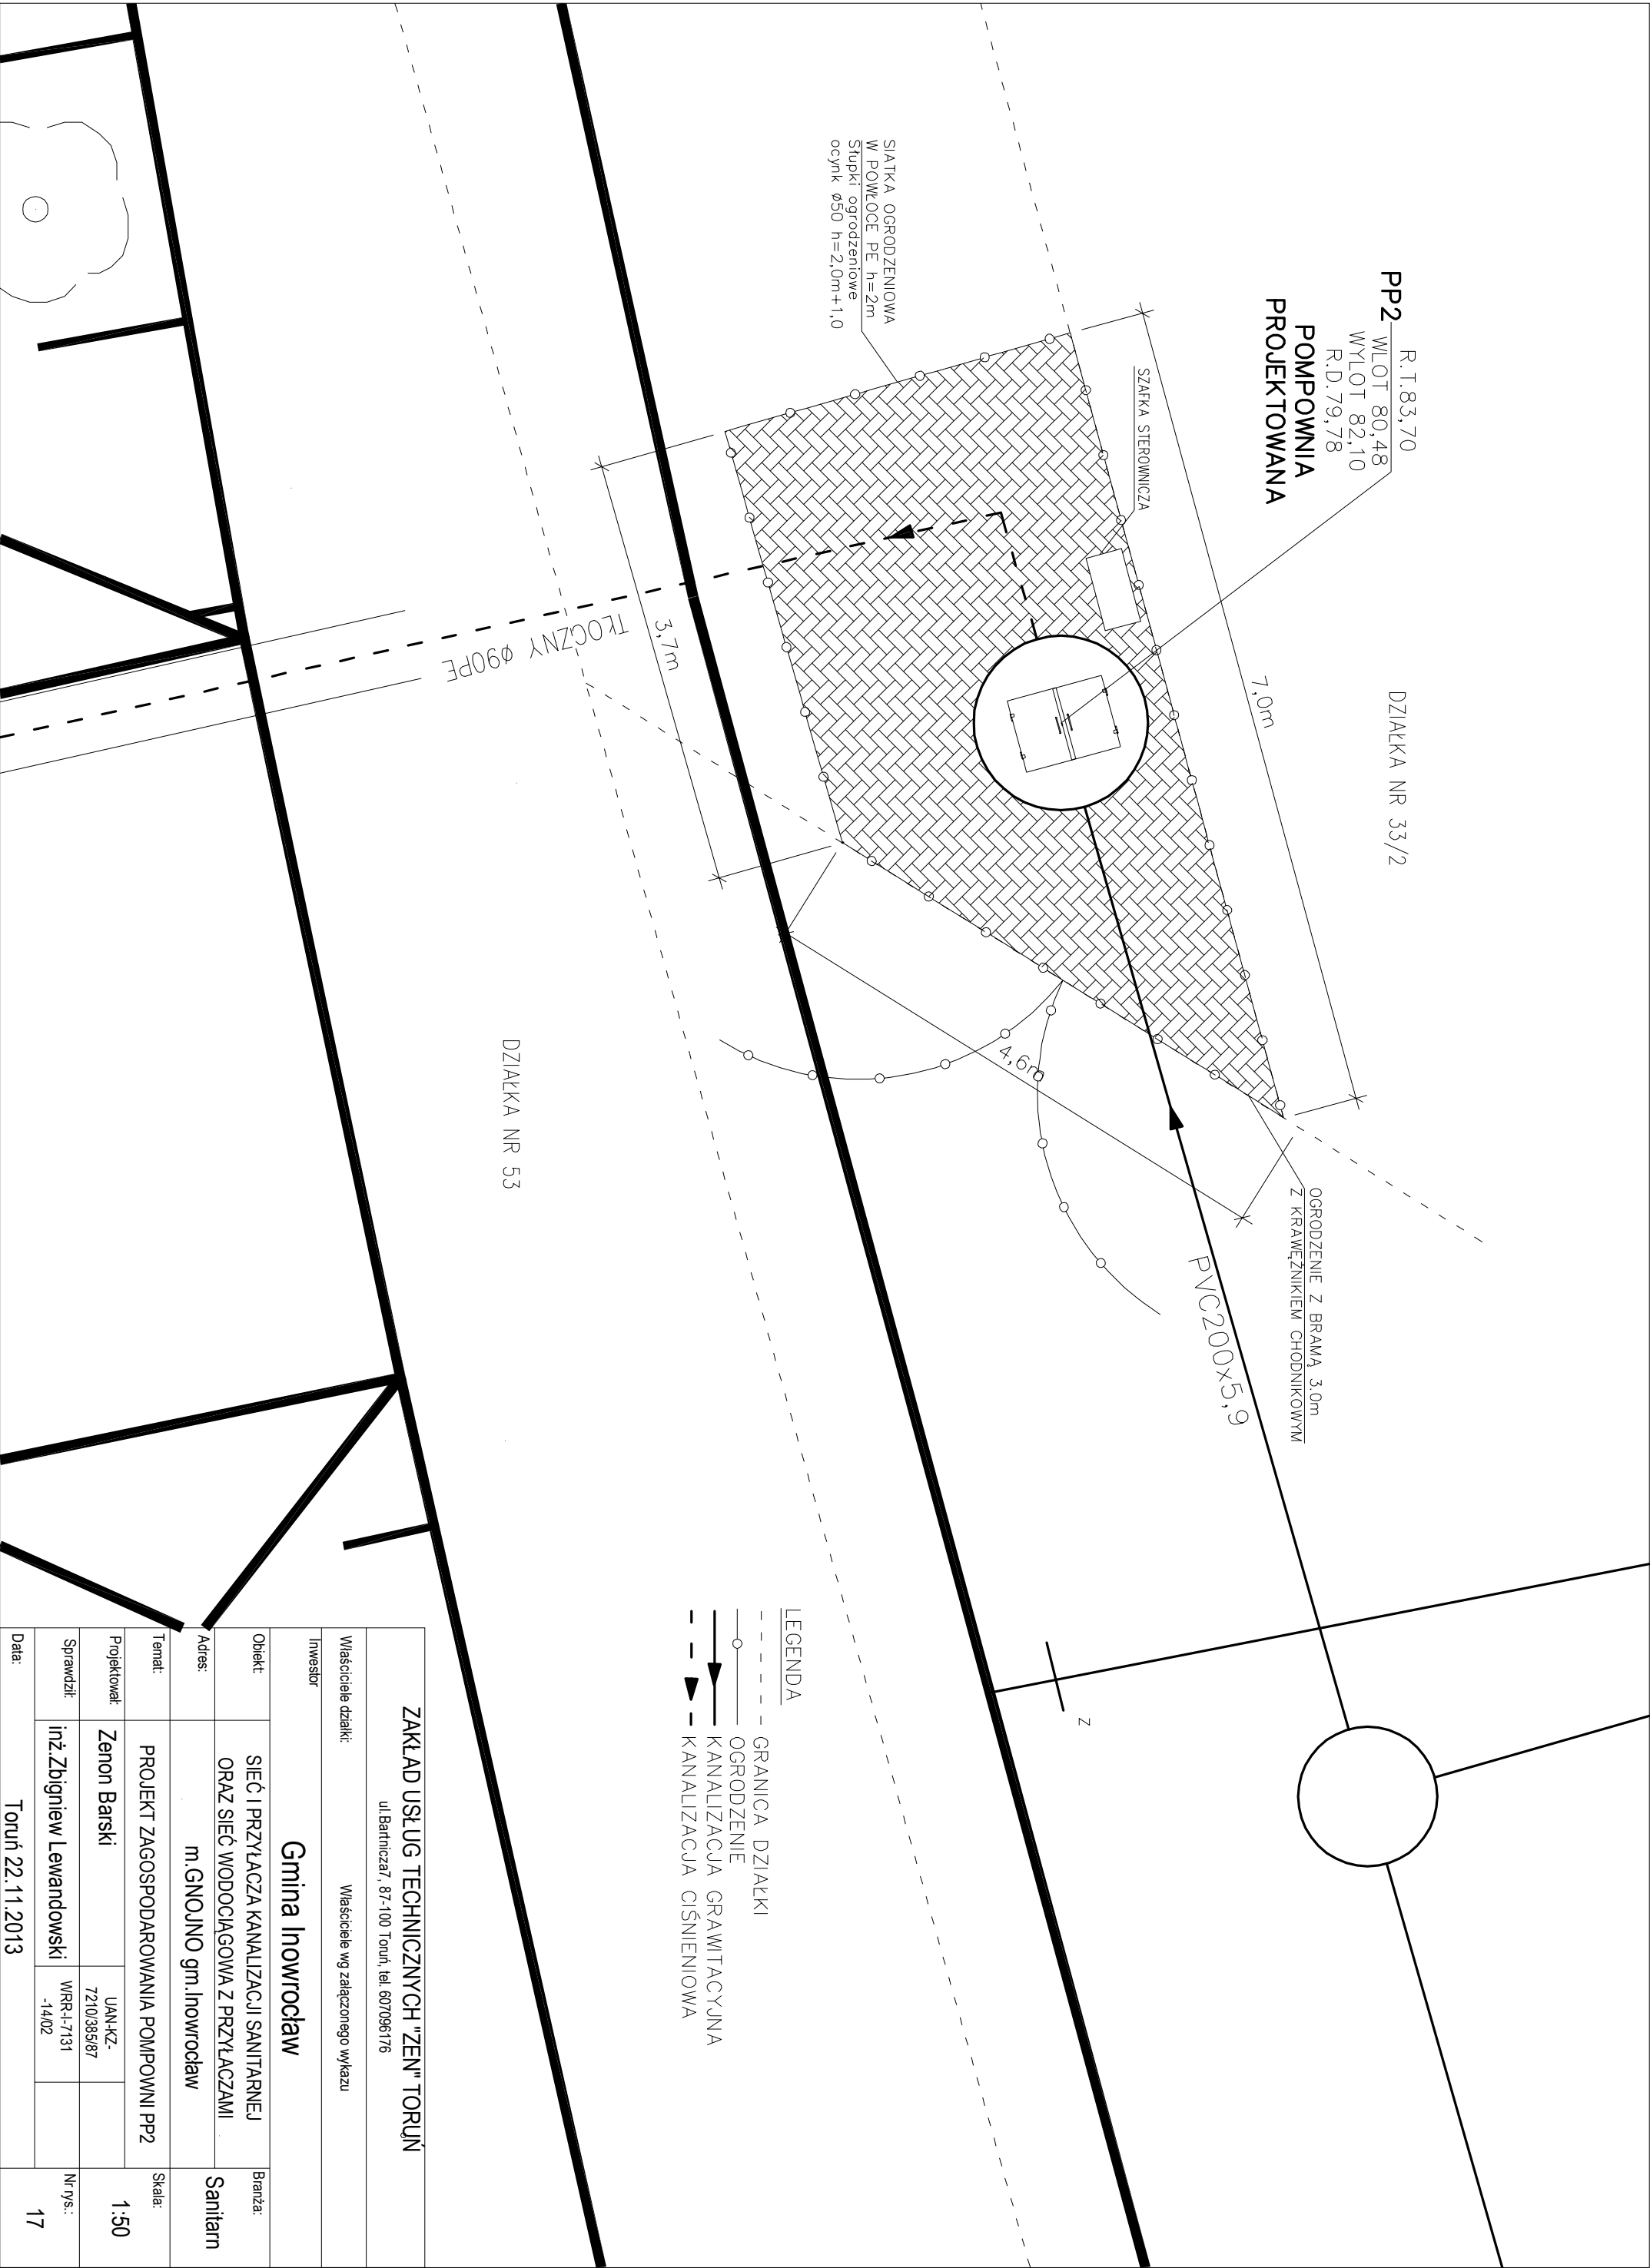 R.T.83,70
PP2
WLOT 80,48
WYLOT 82,10
R.D.79,78
POMPOWNIA
PROJEKTOWANA
DZIAŁKA NR 33/2
7,0m
SZAFKA STEROWNICZA
SIATKA OGRODZENIOWA
W POWŁOCE PE h=2m
Słupki ogrodzeniowe
ocynk ø50 h=2,0m+1,0
OGRODZENIE Z BRAMĄ 3.0m
Z KRAWĘŻNIKIEM CHODNIKOWYM
PVC200x5,9
4,6m
3,7m
TŁOCZNY ø90PE
DZIAŁKA NR 53
Z
LEGENDA
GRANICA DZIAŁKI
OGRODZENIE
KANALIZACJA GRAWITACYJNA
KANALIZACJA CIŚNIENIOWA
ZAKŁAD USŁUG TECHNICZNYCH "ZEN" TORUŃ
ul.Bartnicza7, 87-100 Toruń, tel. 607096176
Właściciele działki: Właściciele wg załączonego wykazu
Inwestor
Gmina Inowrocław
Obiekt: SIEĆ I PRZYŁACZA KANALIZACJI SANITARNEJ
ORAZ SIEĆ WODOCIĄGOWA Z PRZYŁACZAMI
Branża:
Sanitarn
Adres: m.GNOJNO gm.Inowrocław
Temat: PROJEKT ZAGOSPODAROWANIA POMPOWNI PP2
Skala:
1:50
Projektował: Zenon Barski
UAN-KZ-
7210/385/87
Sprawdził: inż.Zbigniew Lewandowski
WRR-I-7131
-14/02
Nr rys.:
17
Data: Toruń 22.11.2013